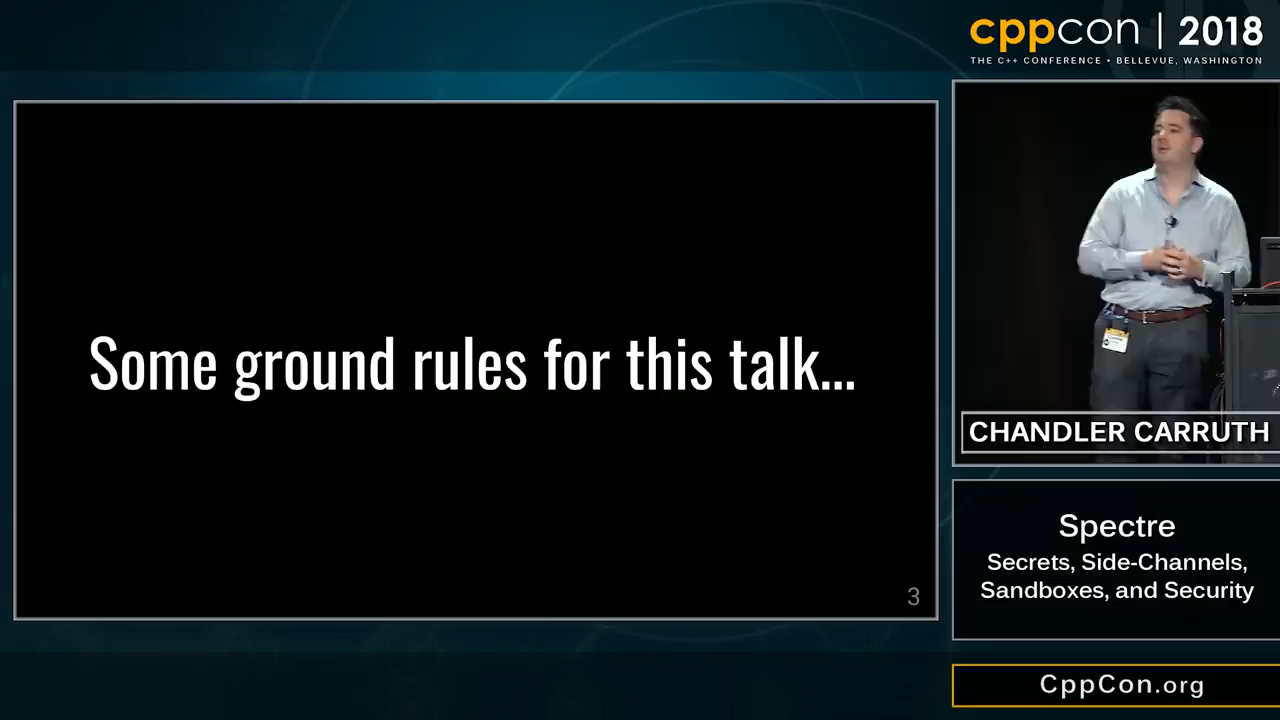 cppcon | 2018
THE C++ CONFERENCE • BELLEVUE, WASHINGTON
Some ground rules for this talk...
3
CHANDLER CARRUTH
Spectre
Secrets, Side-Channels,
Sandboxes, and Security
CppCon.org